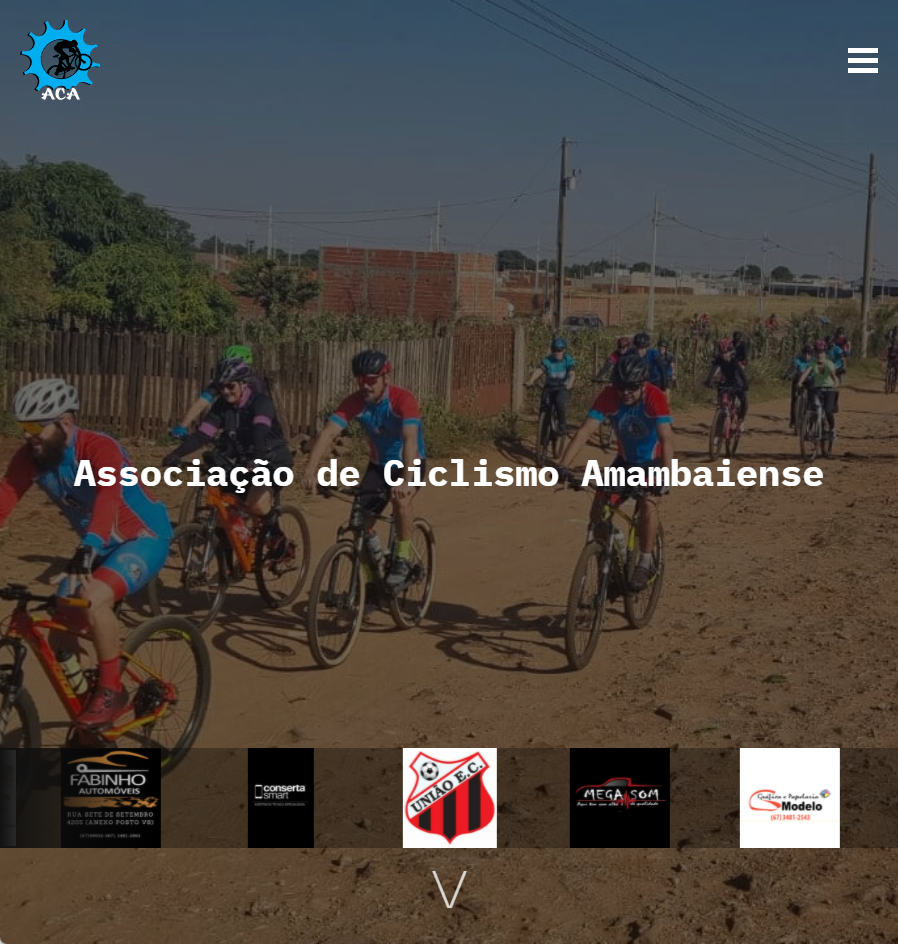 ACA
Associação de Ciclismo Amambaiense
FABINHO
AUTOMÓVEIS
RUA SETE DE SETEMBRO
4205 (ANEXO POSTO V8)
conserta
smart
UNIÃO E.C.
MEGA SOM
Gráfica e Papelaria
Modelo
(67) 3481-2543